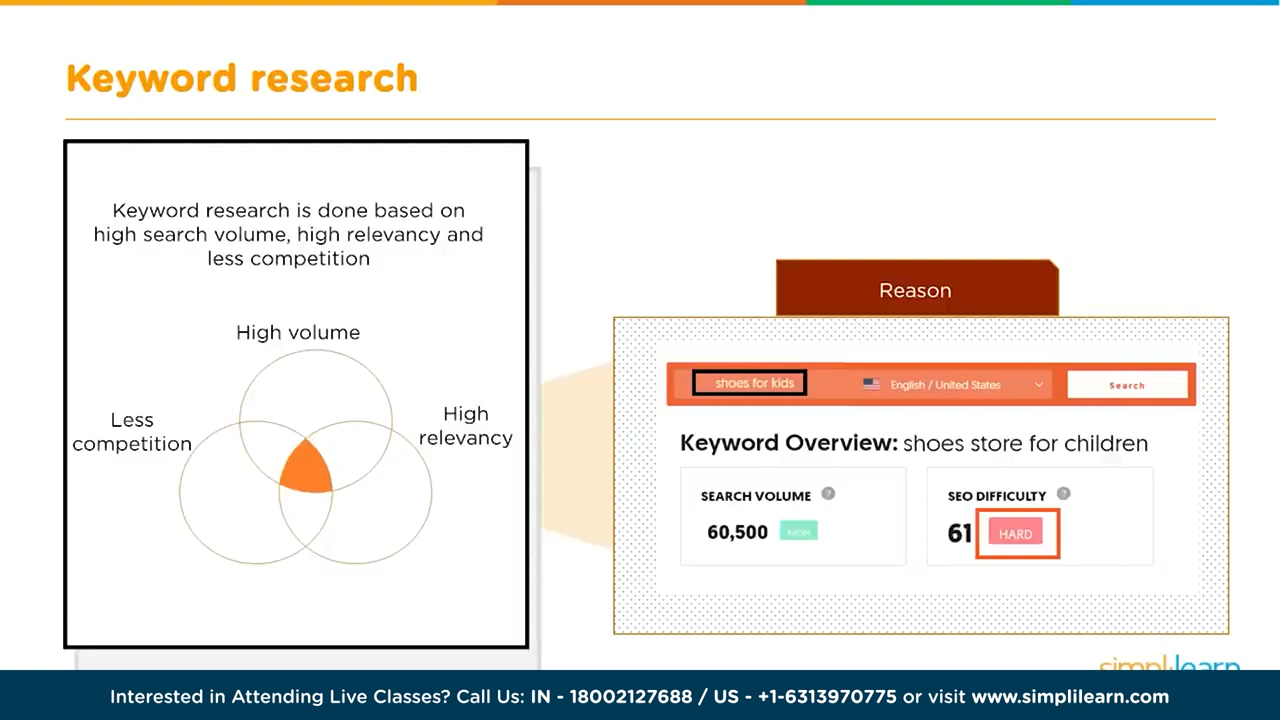 Keyword research
Keyword research is done based on
high search volume, high relevancy and
less competition
High volume
Less
competition
High
relevancy
Reason
shoes for kids
English / United States
Search
Keyword Overview: shoes store for children
SEARCH VOLUME ?
60,500 HIGH
SEO DIFFICULTY ?
61 HARD
simplilearn
Interested in Attending Live Classes? Call Us: IN - 18002127688 / US - +1-6313970775 or visit www.simplilearn.com